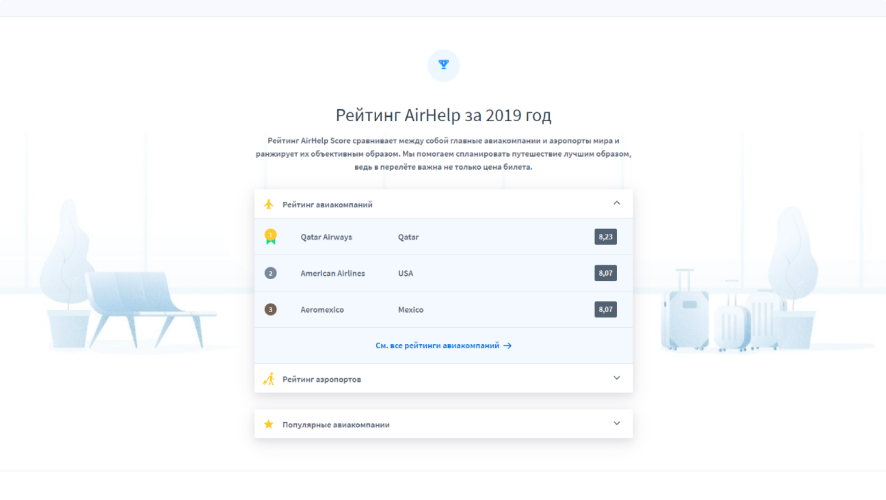 Рейтинг AirHelp за 2019 год
Рейтинг AirHelp Score сравнивает между собой главные авиакомпании и аэропорты мира и
ранжирует их объективным образом. Мы помогаем спланировать путешествие лучшим образом,
ведь в перелёте важна не только цена билета.
Рейтинг авиакомпаний
1 Qatar Airways Qatar 8,23
2 American Airlines USA 8,07
3 Aeromexico Mexico 8,07
См. все рейтинги авиакомпаний →
Рейтинг аэропортов
Популярные авиакомпании